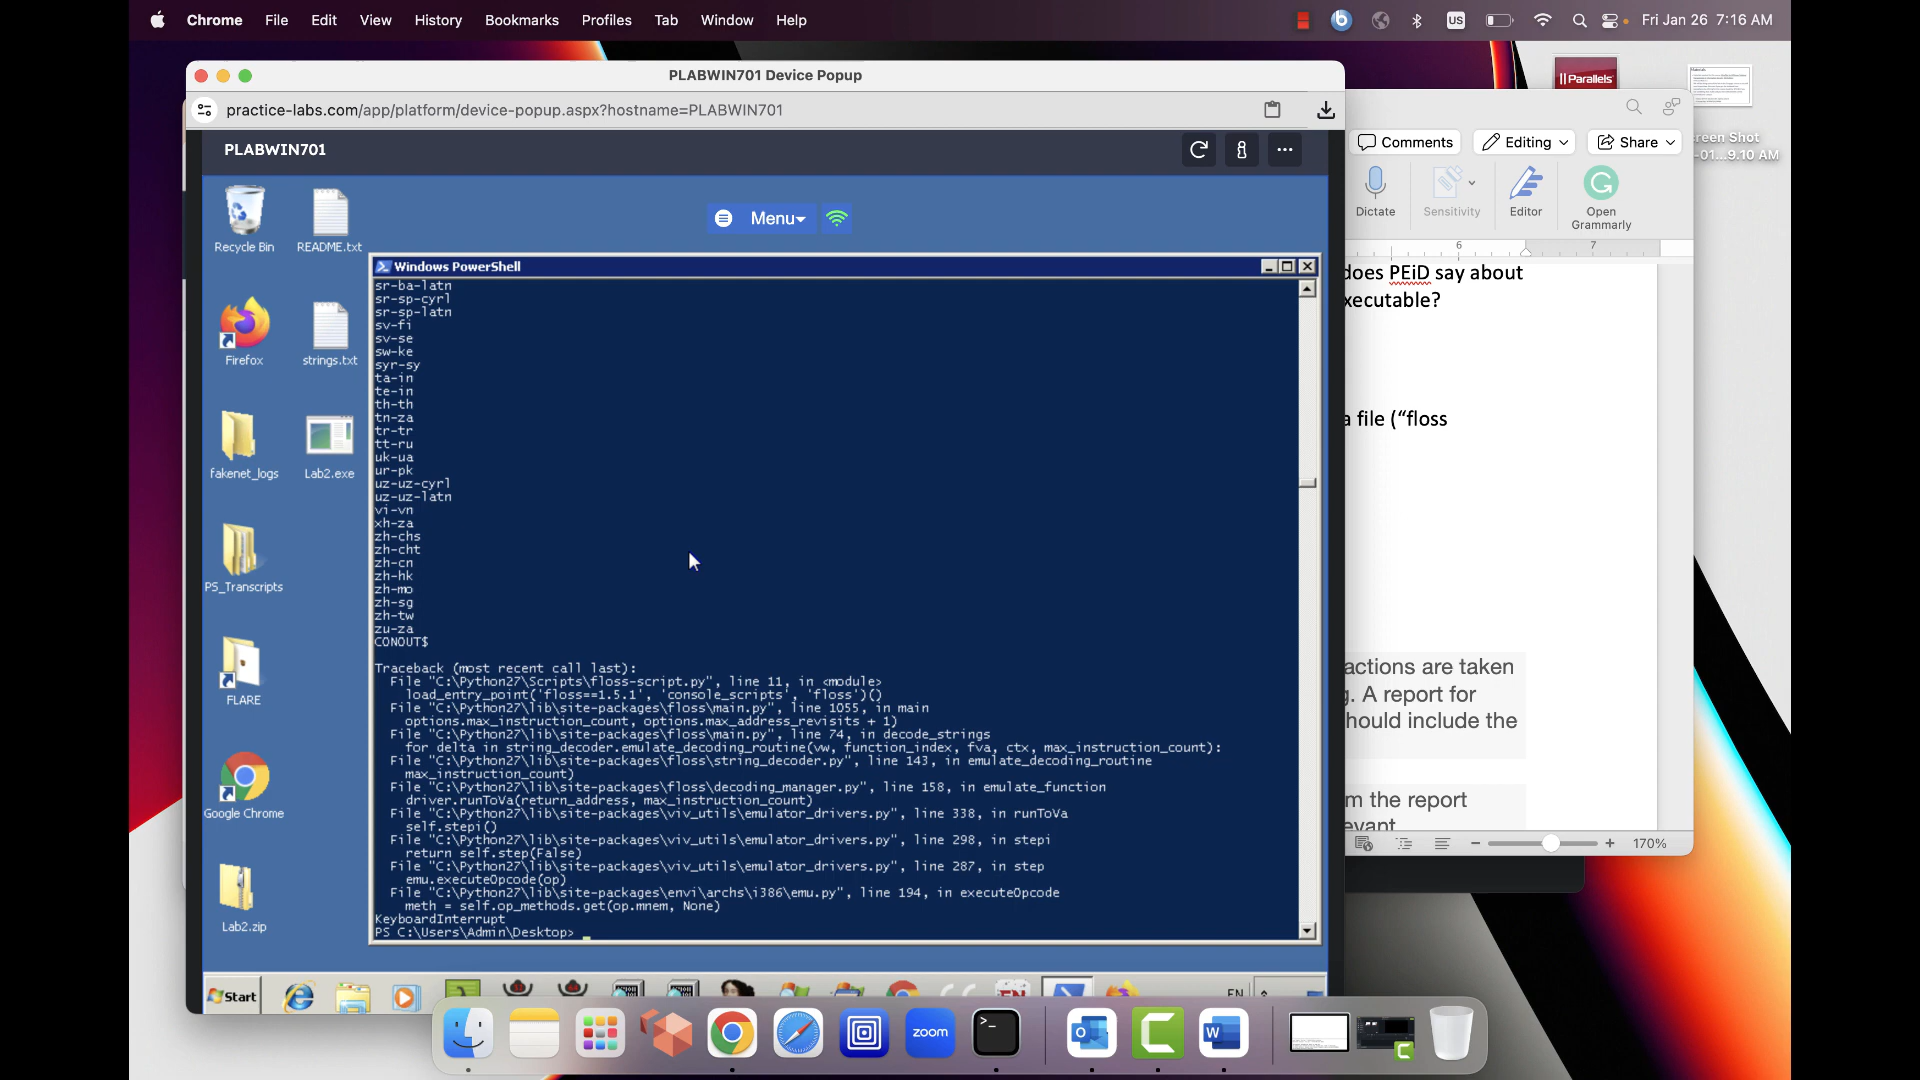 Chrome File Edit View History Bookmarks Profiles Tab Window Help
US
Fri Jan 26 7:16 AM
PLABWIN701 Device Popup
practice-labs.com/app/platform/device-popup.aspx?hostname=PLABWIN701
PLABWIN701
Menu
Recycle Bin
README.txt
Firefox
strings.txt
fakenet_logs
Lab2.exe
PS_Transcripts
FLARE
Google Chrome
Lab2.zip
Windows PowerShell
sr-ba-latn
sr-sp-cyrl
sr-sp-latn
sv-fi
sv-se
sw-ke
syr-sy
ta-in
te-in
th-th
tn-za
tr-tr
tt-ru
uk-ua
ur-pk
uz-uz-cyrl
uz-uz-latn
vi-vn
xh-za
zh-chs
zh-cht
zh-cn
zh-hk
zh-mo
zh-sg
zh-tw
zu-za
CONOUT$
Traceback (most recent call last):
File "C:\Python27\Scripts\floss-script.py", line 11, in <module>
load_entry_point('floss==1.5.1', 'console_scripts', 'floss')()
File "C:\Python27\lib\site-packages\floss\main.py", line 1055, in main
options.max_instruction_count, options.max_address_revisits + 1)
File "C:\Python27\lib\site-packages\floss\main.py", line 74, in decode_strings
for delta in string_decoder.emulate_decoding_routine(vw, function_index, fva, ctx, max_instruction_count):
File "C:\Python27\lib\site-packages\floss\string_decoder.py", line 143, in emulate_decoding_routine
max_instruction_count)
File "C:\Python27\lib\site-packages\floss\decoding_manager.py", line 158, in emulate_function
driver.runToVa(return_address, max_instruction_count)
File "C:\Python27\lib\site-packages\viv_utils\emulator_drivers.py", line 338, in runToVa
self.stepi()
File "C:\Python27\lib\site-packages\viv_utils\emulator_drivers.py", line 298, in stepi
return self.step(False)
File "C:\Python27\lib\site-packages\viv_utils\emulator_drivers.py", line 287, in step
emu.executeOpcode(op)
File "C:\Python27\lib\site-packages\envi\archs\i386\emu.py", line 194, in executeOpcode
meth = self.op_methods.get(op.mnem, None)
KeyboardInterrupt
PS C:\Users\Admin\Desktop> _
Start
EN
Parallels
reen Shot
-01...9.10 AM
Comments Editing Share
Dictate
Sensitivity
Editor
Open
Grammarly
6 7
does PEiD say about
xecutable?
a file (“floss
actions are taken
g. A report for
hould include the
m the report
evant
170%
zoom